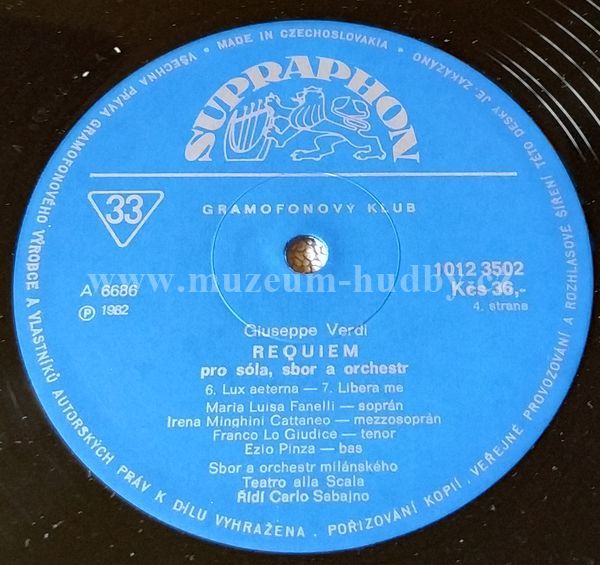 VŠECHNA PRÁVA GRAMOFONOVÉHO VÝROBCE A VLASTNÍKŮ AUTORSKÝCH PRÁV K DÍLU VYHRAŽENA. POŘIZOVÁNÍ KOPIÍ, VEŘEJNÉ PROVOZOVÁNÍ A ROZHLASOVÉ ŠÍŘENÍ TÉTO DESKY JE ZAKÁZÁNO
• MADE IN CZECHOSLOVAKIA •
SUPRAPHON
33
GRAMOFONOVÝ KLUB
1012 3502
www.muzeum-hudby.cz
A 6686
Kčs 36,-
Ⓟ 1982
4. strana
Giuseppe Verdi
REQUIEM
pro sóla, sbor a orchestr
6. Lux aeterna — 7. Libera me
Maria Luisa Fanelli — soprán
Irena Minghini Cattaneo — mezzosoprán
Franco Lo Giudice — tenor
Ezio Pinza — bas
Sbor a orchestr milánského
Teatro alla Scala
Řídí Carlo Sabajno